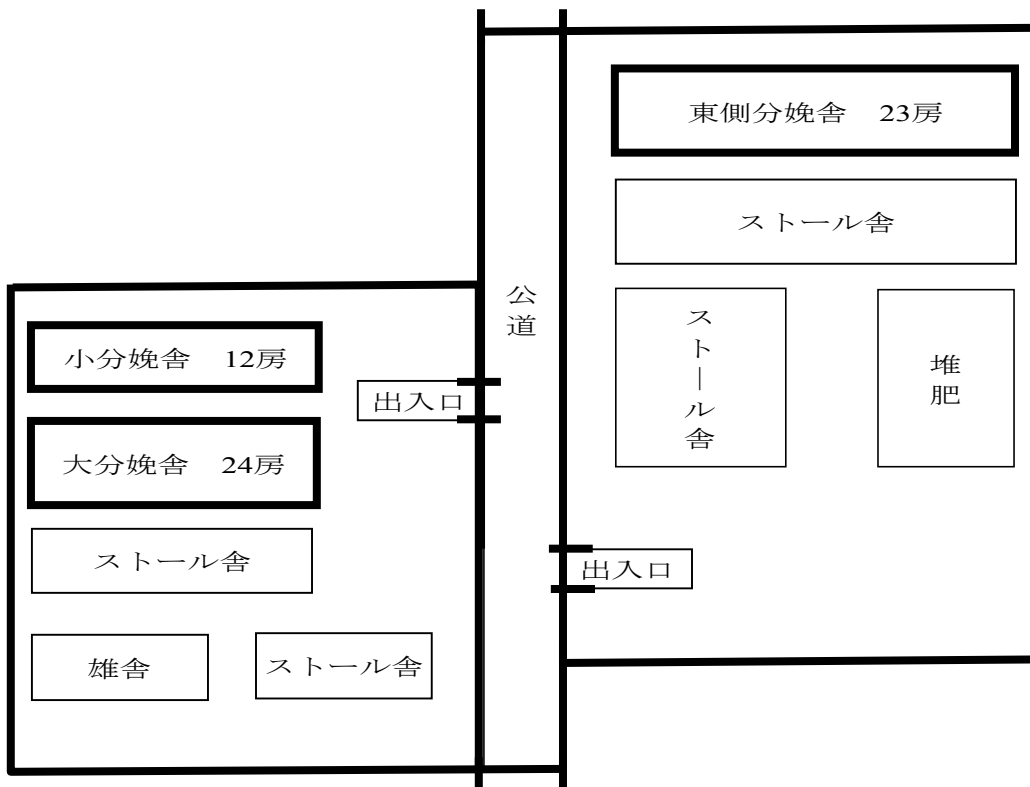 東側分娩舎　23房
ストール舎
公道
ストール舎
堆肥
小分娩舎　12房
出入口
大分娩舎　24房
ストール舎
出入口
雄舎
ストール舎